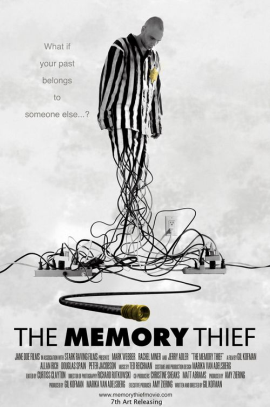 What if
your past
belongs
to
someone else...?
THE MEMORY THIEF
JANE DOE FILMS IN ASSOCIATION WITH STARK RAVING FILMS PRESENTS MARK WEBBER RACHEL MINER AND JERRY ADLER "THE MEMORY THIEF" A FILM BY GIL KOFMAN
ALLAN RICH DOUGLAS SPAIN PETER JACOBSON MUSIC BY TED REICHMAN COSTUME AND PRODUCTION DESIGN MARIKA VAN ADELSBERG
EDITED BY CURTISS CLAYTON DIRECTOR OF PHOTOGRAPHY RICHARD RUTKOWSKI CO-PRODUCERS CHRISTINE SHEAKS MATT ABRAMS PRODUCED BY AMY ZIERING
PRODUCED BY GIL KOFMAN MARIKA VAN ADELSBERG EXECUTIVE PRODUCER AMY ZIERING WRITTEN AND DIRECTED BY GIL KOFMAN
www.memorythiefmovie.com
7th Art Releasing